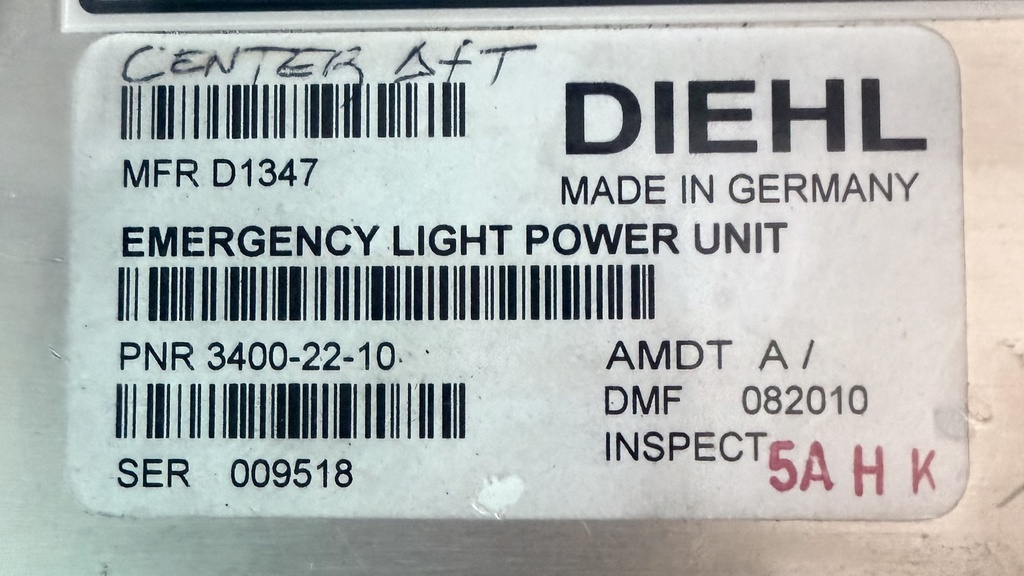 CENTER AfT
DIEHL
MFR D1347
MADE IN GERMANY
EMERGENCY LIGHT POWER UNIT
PNR 3400-22-10
AMDT A /
DMF 082010
INSPECT 5A H K
SER 009518